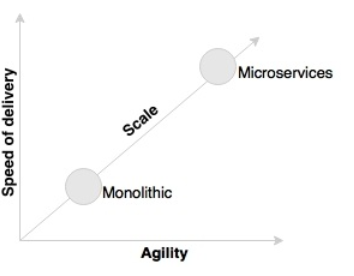 Speed of delivery
Microservices
Scale
Monolithic
Agility